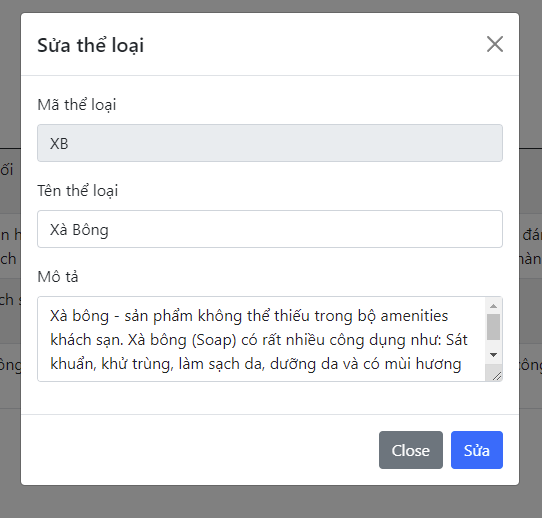 Sửa thể loại
Mã thể loại
XB
Tên thể loại
Xà Bông
Mô tả
Xà bông - sản phẩm không thể thiếu trong bộ amenities
khách sạn. Xà bông (Soap) có rất nhiều công dụng như: Sát
khuẩn, khử trùng, làm sạch da, dưỡng da và có mùi hương
Close
Sửa